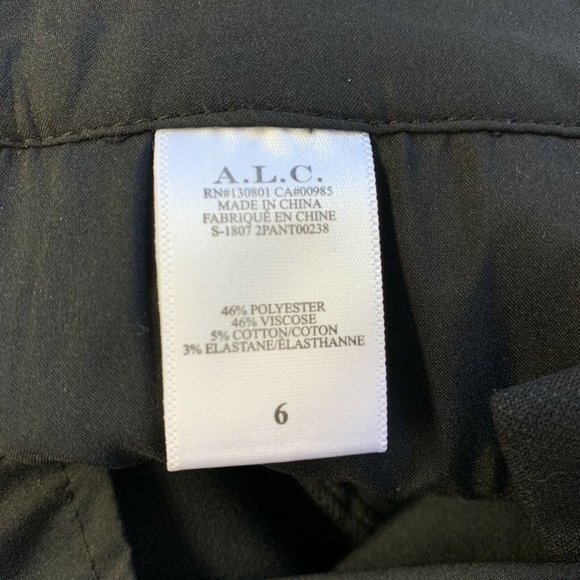 A.L.C.
RN#130801 CA#00985
MADE IN CHINA
FABRIQUÉ EN CHINE
S-1807 2PANT00238
46% POLYESTER
46% VISCOSE
5% COTTON/COTON
3% ELASTANE/ÉLASTHANNE
6